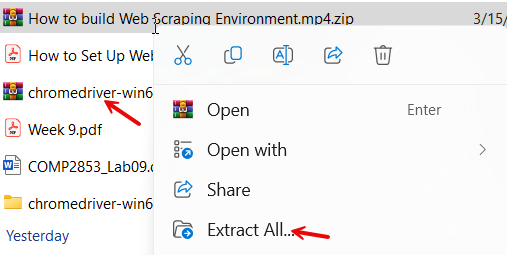 How to build Web Scraping Environment.mp4.zip 3/15/
How to Set Up Web
chromedriver-win6
Open Enter
Week 9.pdf
Open with
COMP2853_Lab09.
Share
chromedriver-win6
Extract All...
Yesterday